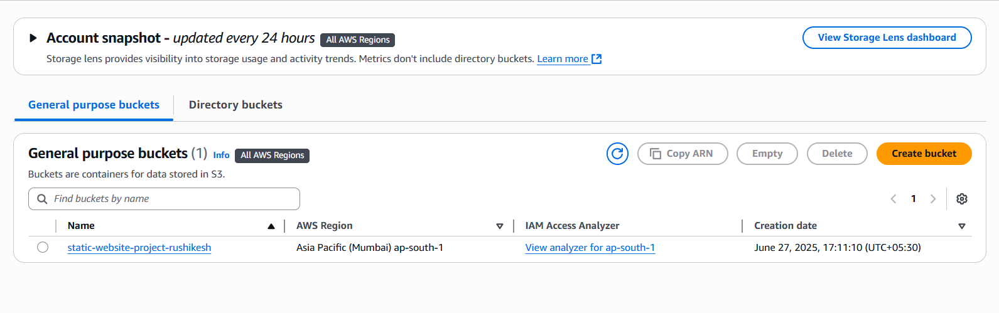 Account snapshot - updated every 24 hours All AWS Regions View Storage Lens dashboard
Storage lens provides visibility into storage usage and activity trends. Metrics don't include directory buckets. Learn more
General purpose buckets Directory buckets
General purpose buckets (1) Info All AWS Regions Copy ARN Empty Delete Create bucket
Buckets are containers for data stored in S3.
Find buckets by name 1
Name AWS Region IAM Access Analyzer Creation date
static-website-project-rushikesh Asia Pacific (Mumbai) ap-south-1 View analyzer for ap-south-1 June 27, 2025, 17:11:10 (UTC+05:30)